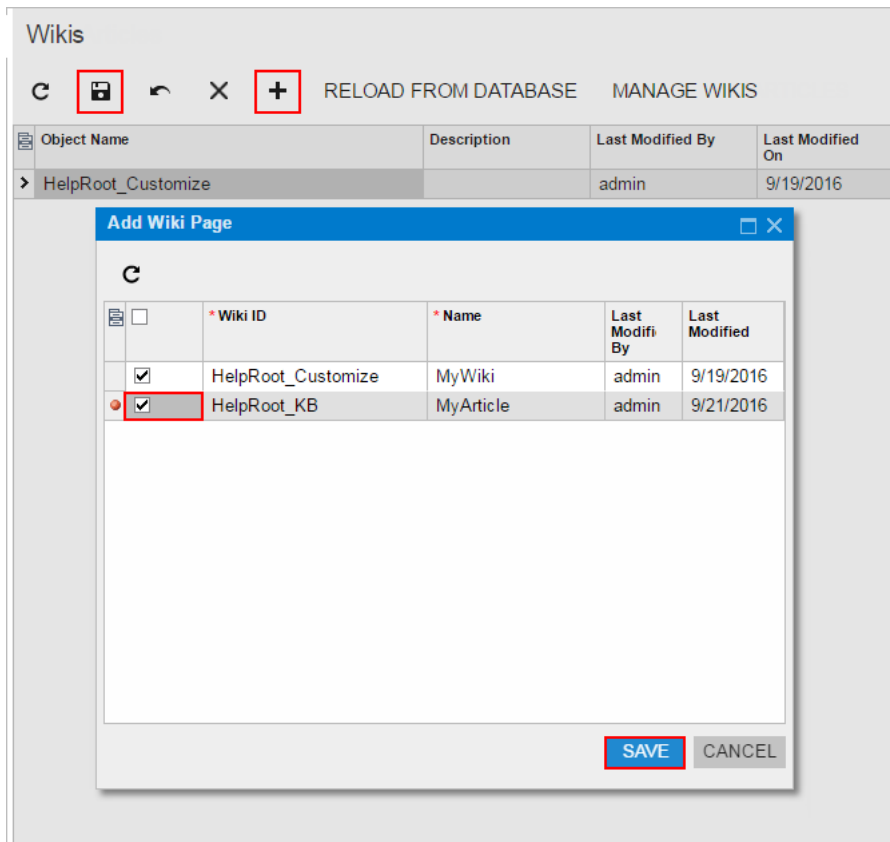 Wikis
RELOAD FROM DATABASE MANAGE WIKIS
Object Name Description Last Modified By Last Modified On
HelpRoot_Customize admin 9/19/2016
Add Wiki Page
* Wiki ID * Name Last Modifi By Last Modified
HelpRoot_Customize MyWiki admin 9/19/2016
HelpRoot_KB MyArticle admin 9/21/2016
SAVE CANCEL